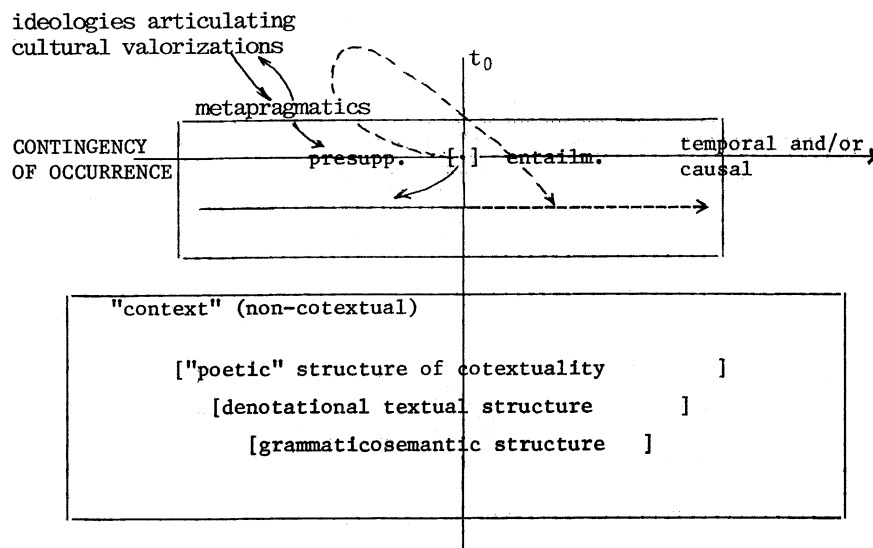 ideologies articulating
cultural valorizations
t0
metapragmatics
CONTINGENCY
OF OCCURRENCE
presupp. [·] entailm.
temporal and/or
causal
"context" (non-cotextual)
["poetic" structure of cotextuality ]
[denotational textual structure ]
[grammaticosemantic structure ]